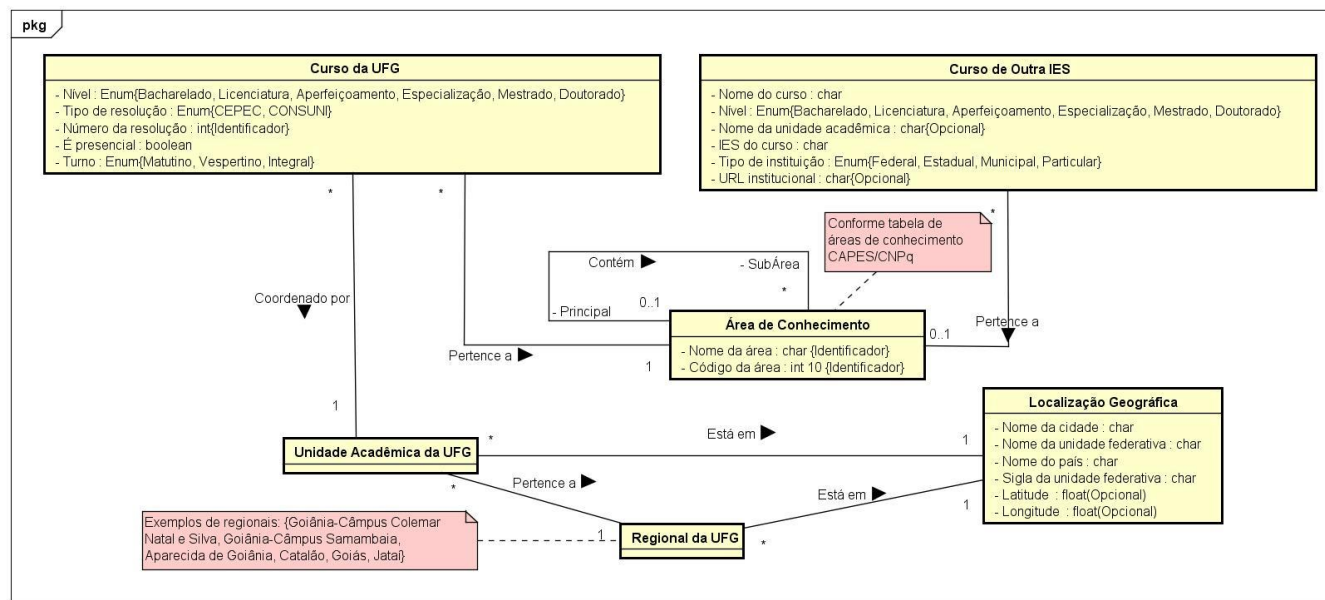 pkg
Curso da UFG
- Nível : Enum{Bacharelado, Licenciatura, Aperfeiçoamento, Especialização, Mestrado, Doutorado}
- Tipo de resolução : Enum{CEPEC, CONSUNI}
- Número da resolução : int{Identificador}
- É presencial : boolean
- Turno : Enum{Matutino, Vespertino, Integral}
Curso de Outra IES
- Nome do curso : char
- Nível : Enum{Bacharelado, Licenciatura, Aperfeiçoamento, Especialização, Mestrado, Doutorado}
- Nome da unidade acadêmica : char{Opcional}
- IES do curso : char
- Tipo de instituição : Enum{Federal, Estadual, Municipal, Particular}
- URL institucional : char{Opcional}
*
*
*
Conforme tabela de
áreas de conhecimento
CAPES/CNPq
Contém
- SubÁrea
*
0..1
- Principal
Coordenado por
Área de Conhecimento
- Nome da área : char {Identificador}
- Código da área : int 10 {Identificador}
Pertence a
1
0..1
Pertence a
1
Localização Geográfica
- Nome da cidade : char
- Nome da unidade federativa : char
- Nome do país : char
- Sigla da unidade federativa : char
- Latitude : float(Opcional)
- Longitude : float(Opcional)
Unidade Acadêmica da UFG
*
Está em
1
*
Pertence a
Está em
1
Exemplos de regionais: {Goiânia-Câmpus Colemar
Natal e Silva, Goiânia-Câmpus Samambaia,
Aparecida de Goiânia, Catalão, Goiás, Jataí}
1
Regional da UFG
*